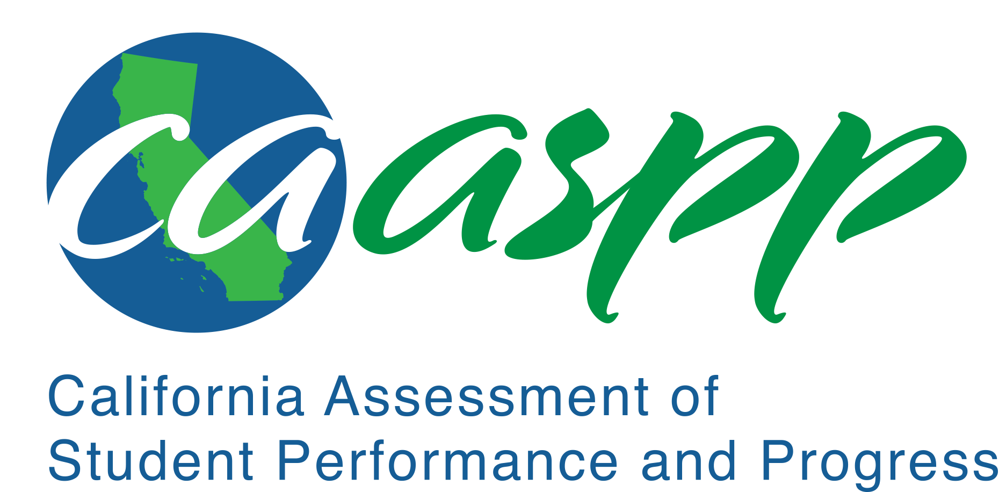 caaspp
California Assessment of
Student Performance and Progress